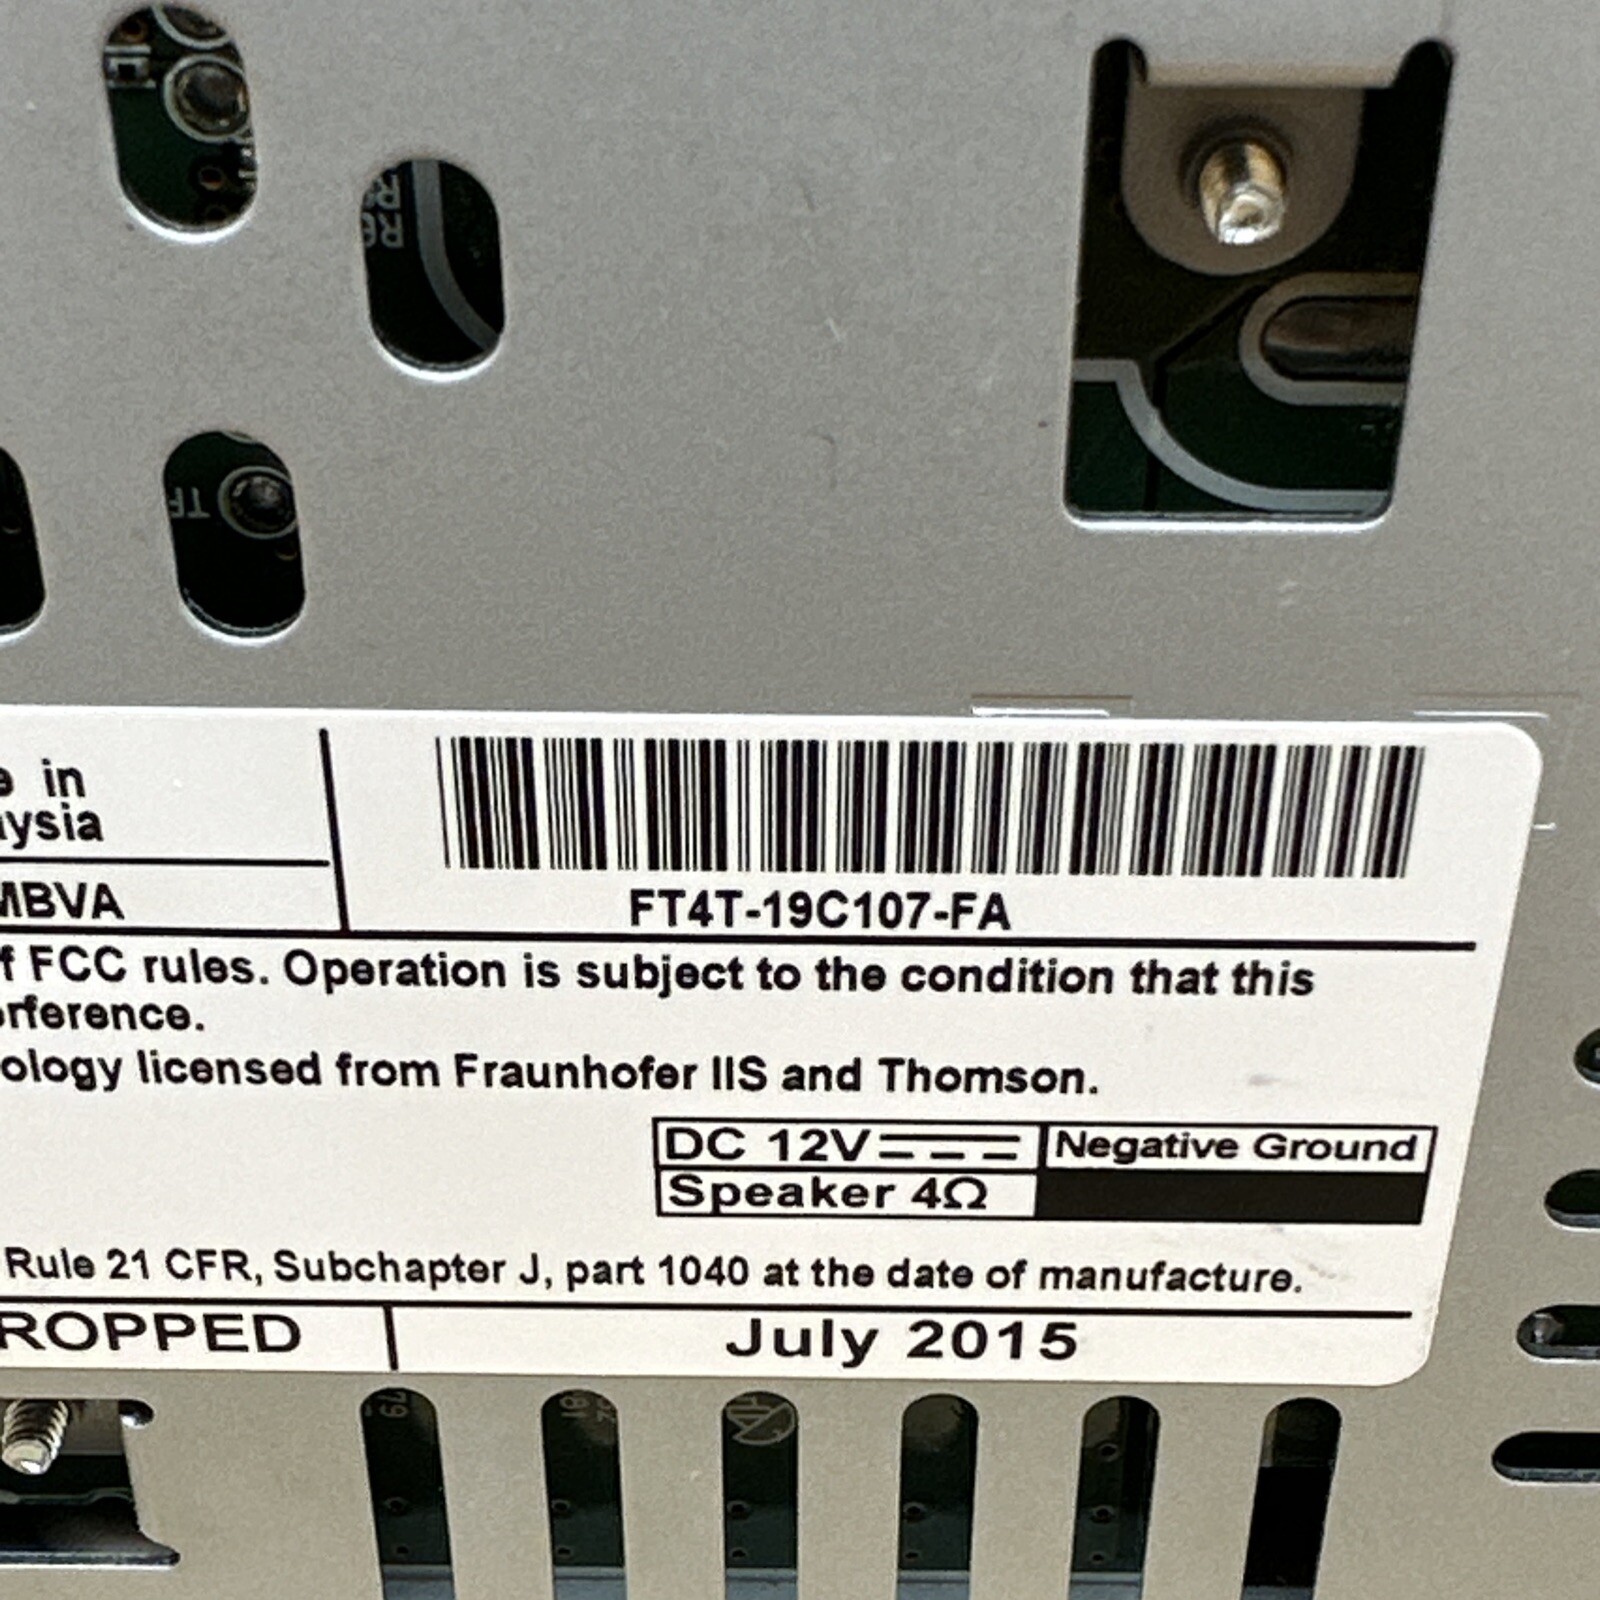 e in
aysia
MBVA
FT4T-19C107-FA
f FCC rules. Operation is subject to the condition that this
erference.
ology licensed from Fraunhofer IIS and Thomson.
DC 12V Negative Ground
Speaker 4Ω
Rule 21 CFR, Subchapter J, part 1040 at the date of manufacture.
ROPPED
July 2015